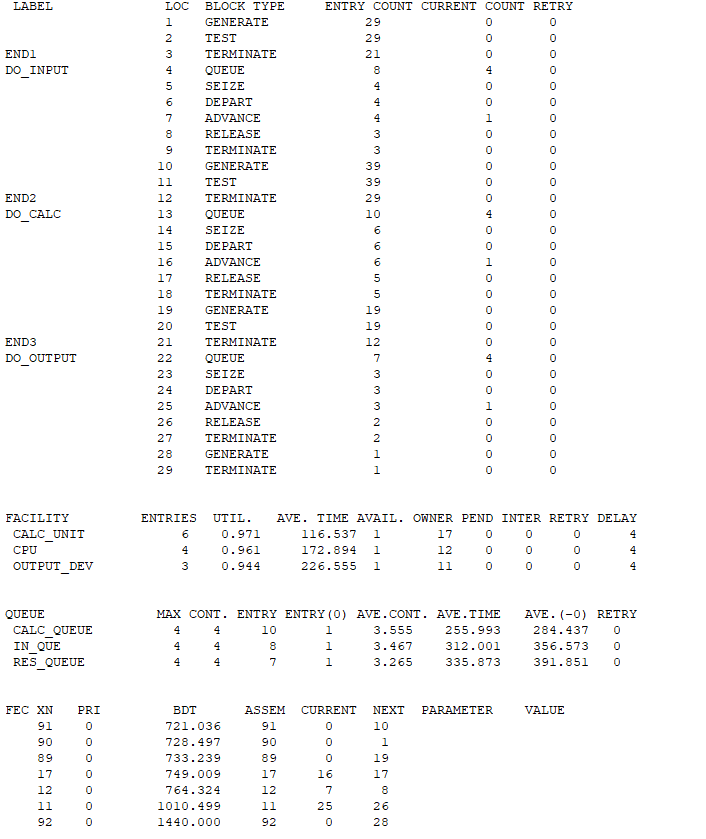 LABEL LOC BLOCK TYPE ENTRY COUNT CURRENT COUNT RETRY
1 GENERATE 29 0 0
2 TEST 29 0 0
END1 3 TERMINATE 21 0 0
DO_INPUT 4 QUEUE 8 4 0
5 SEIZE 4 0 0
6 DEPART 4 0 0
7 ADVANCE 4 1 0
8 RELEASE 3 0 0
9 TERMINATE 3 0 0
10 GENERATE 39 0 0
11 TEST 39 0 0
END2 12 TERMINATE 29 0 0
DO_CALC 13 QUEUE 10 4 0
14 SEIZE 6 0 0
15 DEPART 6 0 0
16 ADVANCE 6 1 0
17 RELEASE 5 0 0
18 TERMINATE 5 0 0
19 GENERATE 19 0 0
20 TEST 19 0 0
END3 21 TERMINATE 12 0 0
DO_OUTPUT 22 QUEUE 7 4 0
23 SEIZE 3 0 0
24 DEPART 3 0 0
25 ADVANCE 3 1 0
26 RELEASE 2 0 0
27 TERMINATE 2 0 0
28 GENERATE 1 0 0
29 TERMINATE 1 0 0
FACILITY ENTRIES UTIL. AVE. TIME AVAIL. OWNER PEND INTER RETRY DELAY
CALC_UNIT 6 0.971 116.537 1 17 0 0 0 4
CPU 4 0.961 172.894 1 12 0 0 0 4
OUTPUT_DEV 3 0.944 226.555 1 11 0 0 0 4
QUEUE MAX CONT. ENTRY ENTRY(0) AVE.CONT. AVE.TIME AVE.(-0) RETRY
CALC_QUEUE 4 4 10 1 3.555 255.993 284.437 0
IN_QUE 4 4 8 1 3.467 312.001 356.573 0
RES_QUEUE 4 4 7 1 3.265 335.873 391.851 0
FEC XN PRI BDT ASSEM CURRENT NEXT PARAMETER VALUE
91 0 721.036 91 0 10
90 0 728.497 90 0 1
89 0 733.239 89 0 19
17 0 749.009 17 16 17
12 0 764.324 12 7 8
11 0 1010.499 11 25 26
92 0 1440.000 92 0 28